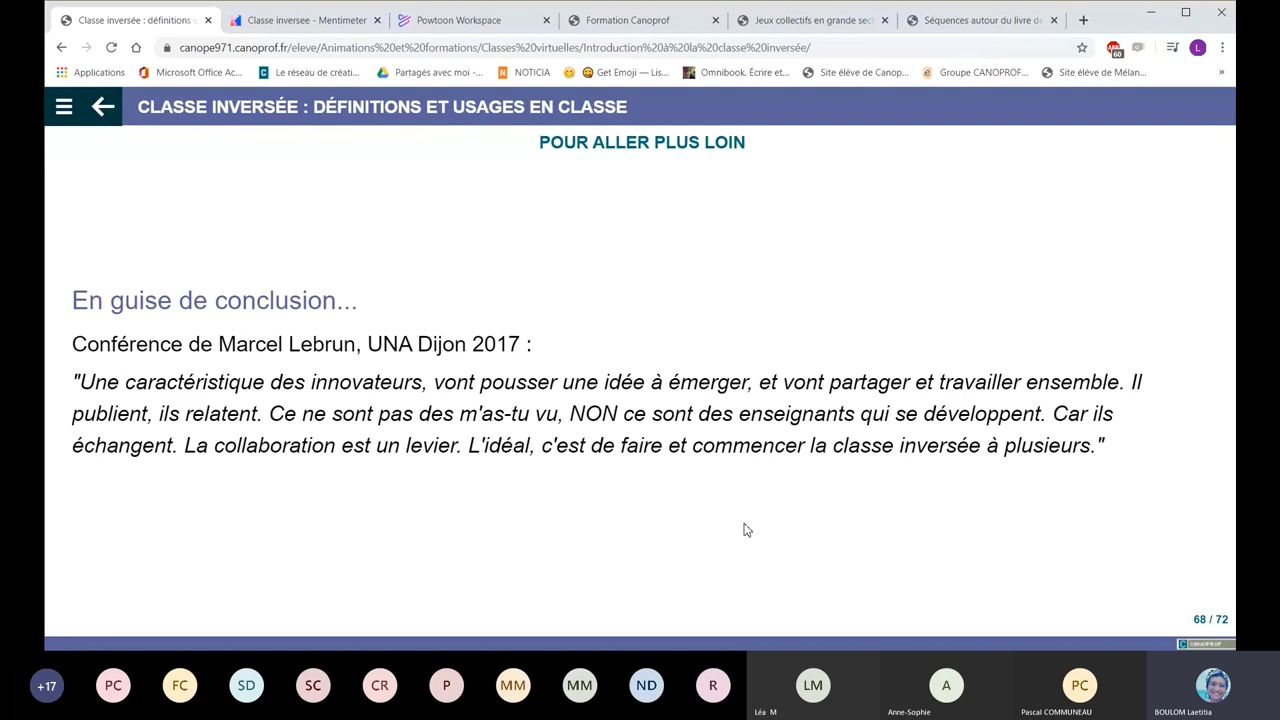 Classe inversée : définitions e
Classe inversee - Mentimeter
Powtoon Workspace
Formation Canoprof
Jeux collectifs en grande sect
Séquences autour du livre de
canope971.canoprof.fr/eleve/Animations%20et%20formations/Classes%20virtuelles/Introduction%20à%20la%20classe%20inversée/
60
L
Applications
Microsoft Office Ac...
Le réseau de créati...
Partagés avec moi -...
NOTICIA
Get Emoji — Lis...
Omnibook. Écrire et...
Site élève de Canop...
Groupe CANOPROF...
Site élève de Mélan...
»
CLASSE INVERSÉE : DÉFINITIONS ET USAGES EN CLASSE
POUR ALLER PLUS LOIN
En guise de conclusion...
Conférence de Marcel Lebrun, UNA Dijon 2017 :
"Une caractéristique des innovateurs, vont pousser une idée à émerger, et vont partager et travailler ensemble. Il
publient, ils relatent. Ce ne sont pas des m'as-tu vu, NON ce sont des enseignants qui se développent. Car ils
échangent. La collaboration est un levier. L'idéal, c'est de faire et commencer la classe inversée à plusieurs."
68 / 72
CANOPROF
+17
PC
FC
SD
SC
CR
P
MM
MM
ND
R
LM
A
PC
Léa M
Anne-Sophie
Pascal COMMUNEAU
BOULOM Laetitia